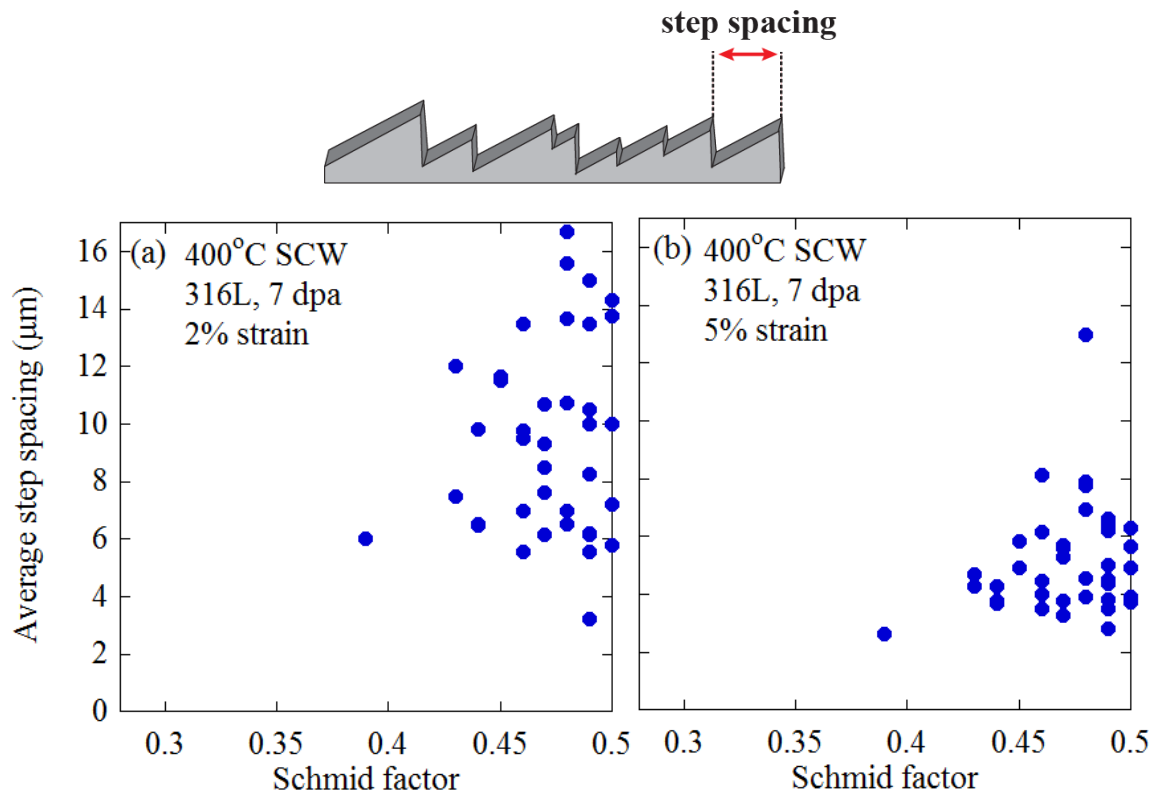 step spacing
(a) 400°C SCW
316L, 7 dpa
2% strain
(b) 400°C SCW
316L, 7 dpa
5% strain
Average step spacing (μm)
16
14
12
10
8
6
4
2
0
0.3 0.35 0.4 0.45 0.5
0.3 0.35 0.4 0.45 0.5
Schmid factor
Schmid factor